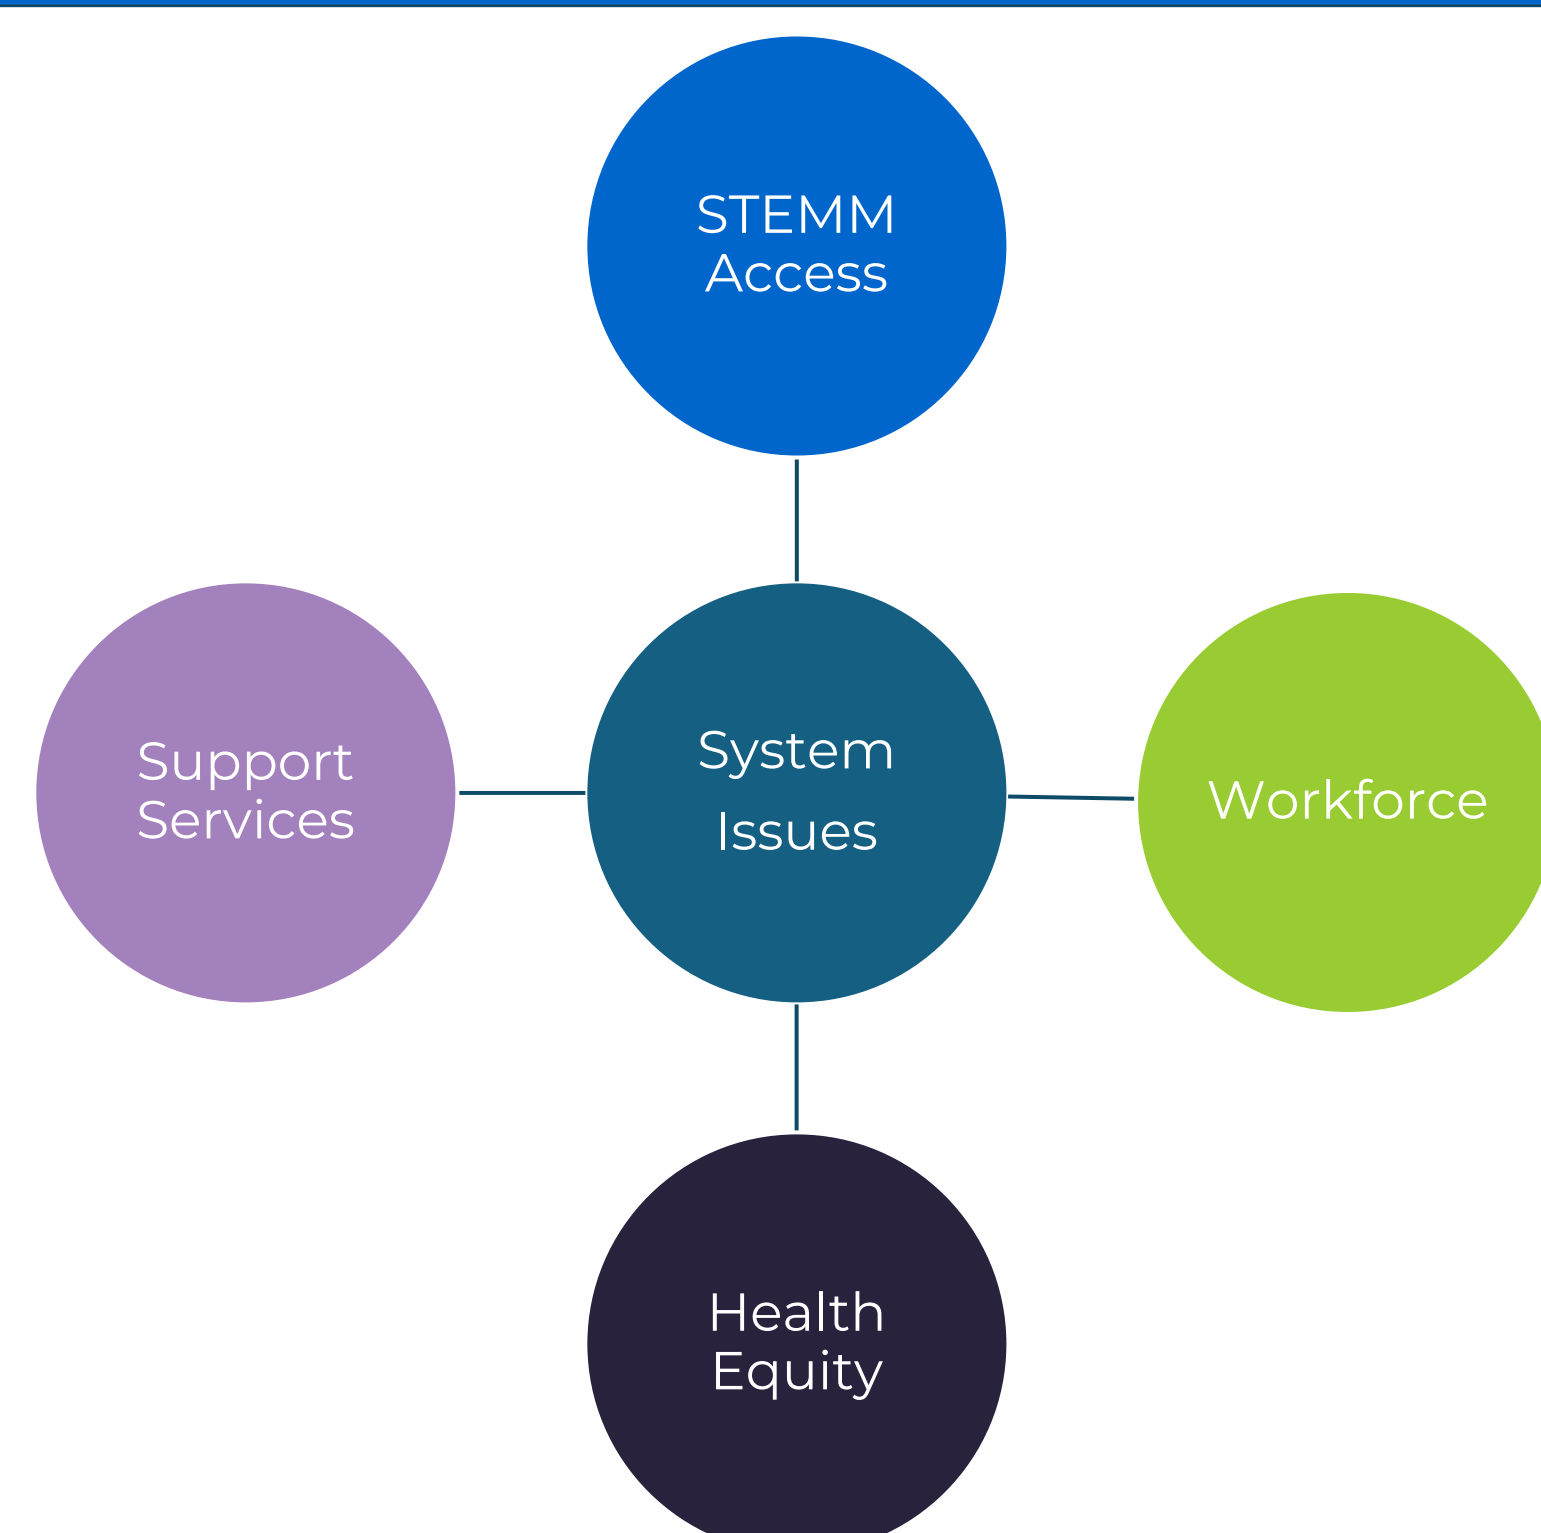 STEMM
Access
Support
Services
System
Issues
Workforce
Health
Equity